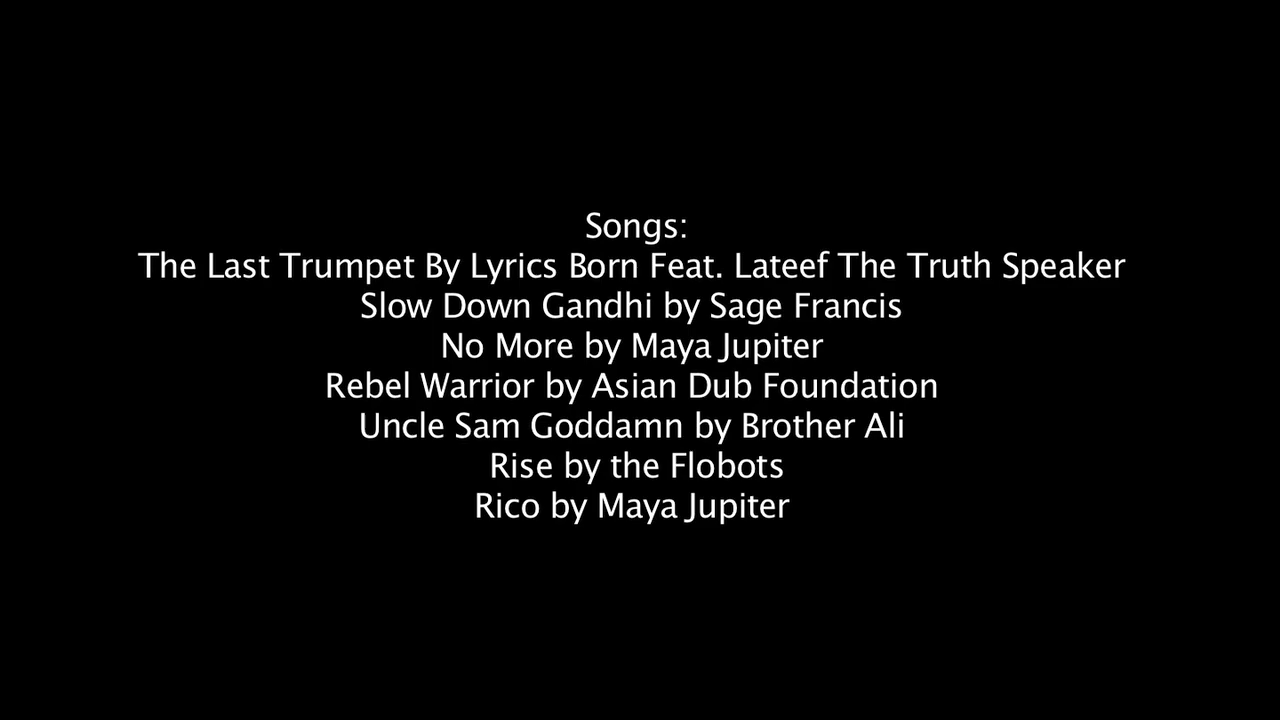 Songs:
The Last Trumpet By Lyrics Born Feat. Lateef The Truth Speaker
Slow Down Gandhi by Sage Francis
No More by Maya Jupiter
Rebel Warrior by Asian Dub Foundation
Uncle Sam Goddamn by Brother Ali
Rise by the Flobots
Rico by Maya Jupiter